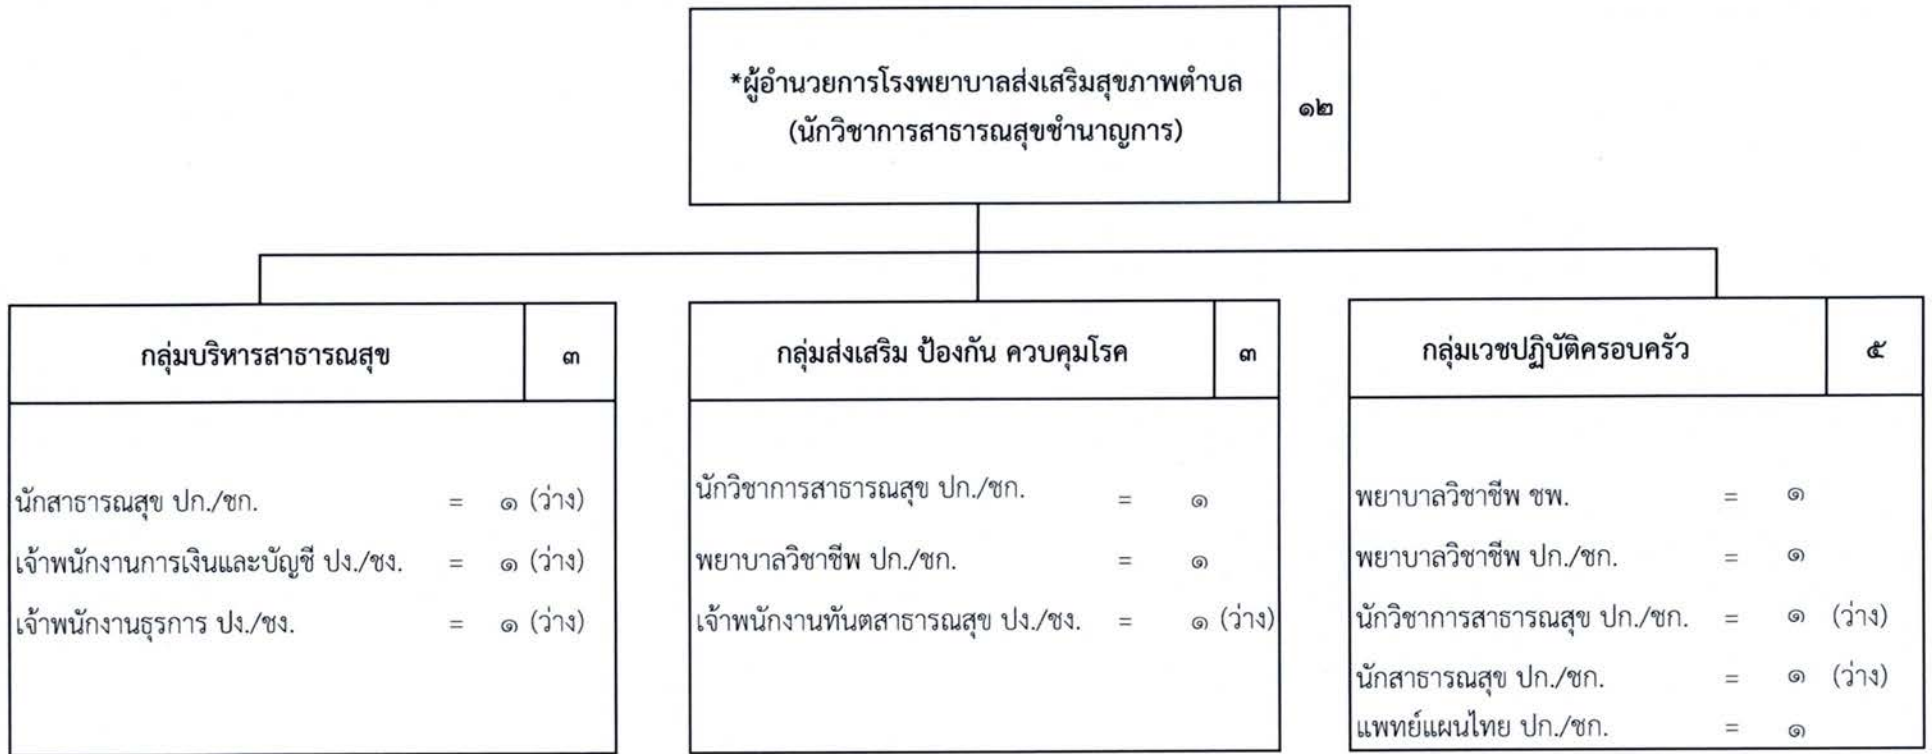 *ผู้อำนวยการโรงพยาบาลส่งเสริมสุขภาพตำบล
(นักวิชาการสาธารณสุขชำนาญการ)
๑๒
กลุ่มบริหารสาธารณสุข ๓
นักสาธารณสุข ปก./ชก. = ๑ (ว่าง)
เจ้าพนักงานการเงินและบัญชี ปง./ชง. = ๑ (ว่าง)
เจ้าพนักงานธุรการ ปง./ชง. = ๑ (ว่าง)
กลุ่มส่งเสริม ป้องกัน ควบคุมโรค ๓
นักวิชาการสาธารณสุข ปก./ชก. = ๑
พยาบาลวิชาชีพ ปก./ชก. = ๑
เจ้าพนักงานทันตสาธารณสุข ปง./ชง. = ๑ (ว่าง)
กลุ่มเวชปฏิบัติครอบครัว ๕
พยาบาลวิชาชีพ ชพ. = ๑
พยาบาลวิชาชีพ ปก./ชก. = ๑
นักวิชาการสาธารณสุข ปก./ชก. = ๑ (ว่าง)
นักสาธารณสุข ปก./ชก. = ๑ (ว่าง)
แพทย์แผนไทย ปก./ชก. = ๑